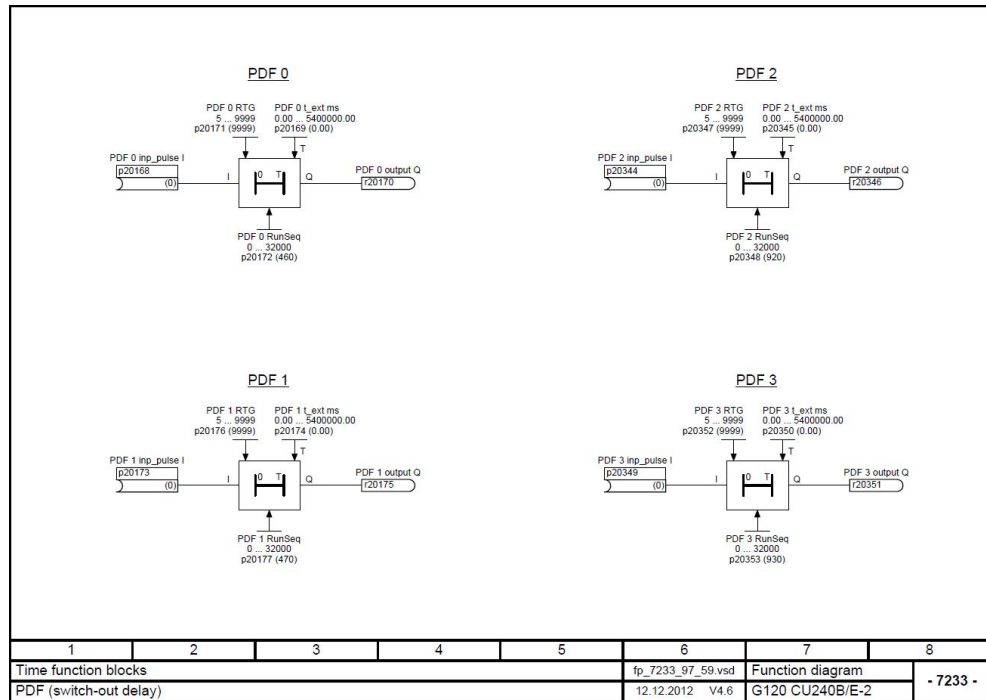 PDF 0
PDF 0 RTG
5 ... 9999
p20171 (9999)
PDF 0 t_ext ms
0.00 ... 5400000.00
p20169 (0.00)
T
PDF 0 inp_pulse I
p20168
(0)
I
0 T
Q
PDF 0 output Q
r20170
PDF 0 RunSeq
0 ... 32000
p20172 (460)
PDF 2
PDF 2 RTG
5 ... 9999
p20347 (9999)
PDF 2 t_ext ms
0.00 ... 5400000.00
p20345 (0.00)
T
PDF 2 inp_pulse I
p20344
(0)
I
0 T
Q
PDF 2 output Q
r20346
PDF 2 RunSeq
0 ... 32000
p20348 (920)
PDF 1
PDF 1 RTG
5 ... 9999
p20176 (9999)
PDF 1 t_ext ms
0.00 ... 5400000.00
p20174 (0.00)
T
PDF 1 inp_pulse I
p20173
(0)
I
0 T
Q
PDF 1 output Q
r20175
PDF 1 RunSeq
0 ... 32000
p20177 (470)
PDF 3
PDF 3 RTG
5 ... 9999
p20352 (9999)
PDF 3 t_ext ms
0.00 ... 5400000.00
p20350 (0.00)
T
PDF 3 inp_pulse I
p20349
(0)
I
0 T
Q
PDF 3 output Q
r20351
PDF 3 RunSeq
0 ... 32000
p20353 (930)
1 2 3 4 5 6 7 8
Time function blocks fp_7233_97_59.vsd Function diagram
- 7233 -
PDF (switch-out delay) 12.12.2012 V4.6 G120 CU240B/E-2